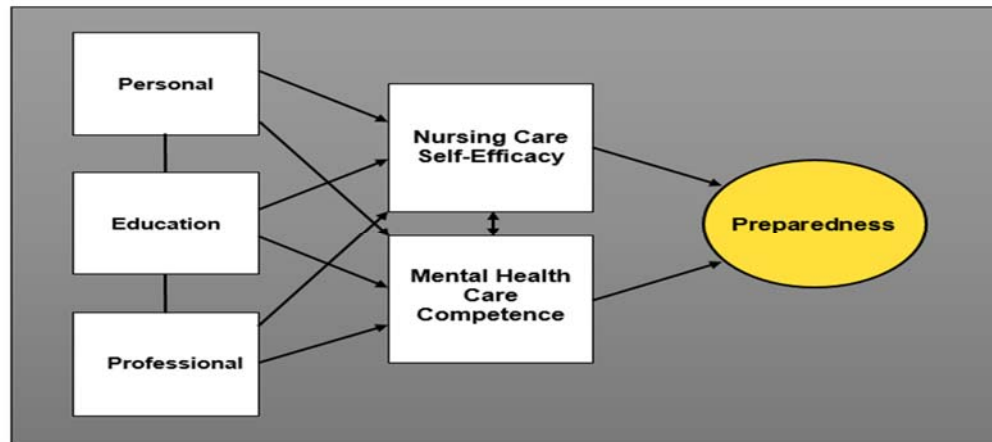 Personal
Education
Professional
Nursing Care
Self-Efficacy
Mental Health
Care
Competence
Preparedness